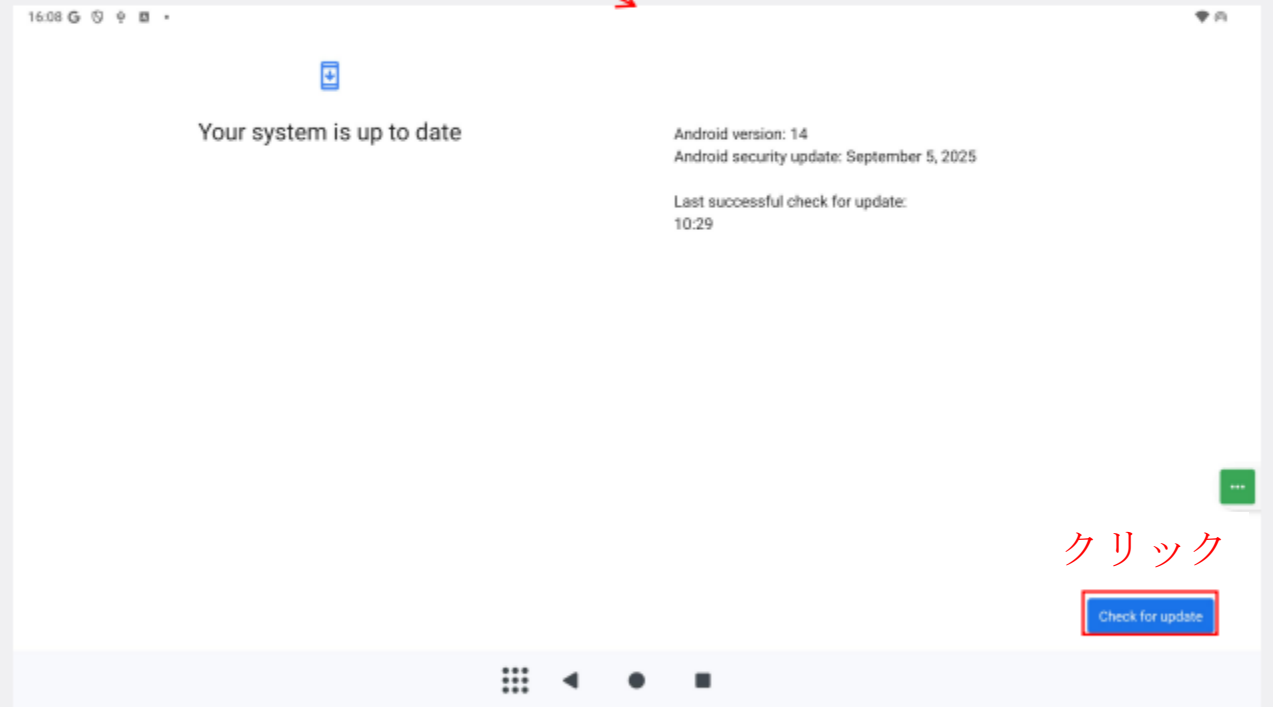 16:08 G
Your system is up to date
Android version: 14
Android security update: September 5, 2025
Last successful check for update:
10:29
クリック
Check for update